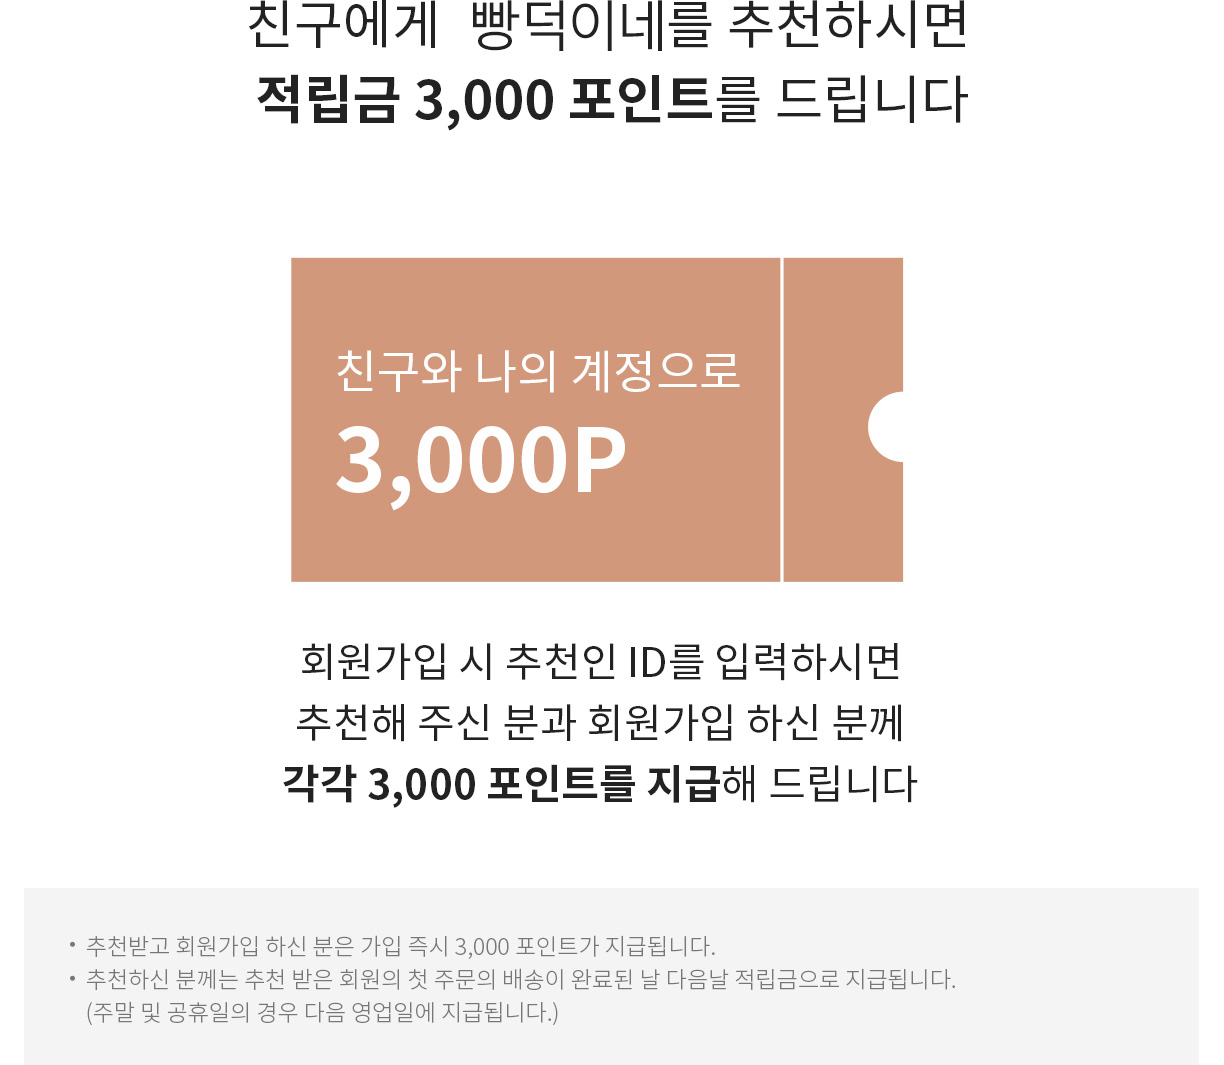 친구에게 빵덕이네를 추천하시면
적립금 3,000 포인트를 드립니다
친구와 나의 계정으로
3,000P
회원가입 시 추천인 ID를 입력하시면
추천해 주신 분과 회원가입 하신 분께
각각 3,000 포인트를 지급해 드립니다
• 추천받고 회원가입 하신 분은 가입 즉시 3,000 포인트가 지급됩니다.
• 추천하신 분께는 추천 받은 회원의 첫 주문의 배송이 완료된 날 다음날 적립금으로 지급됩니다.
(주말 및 공휴일의 경우 다음 영업일에 지급됩니다.)